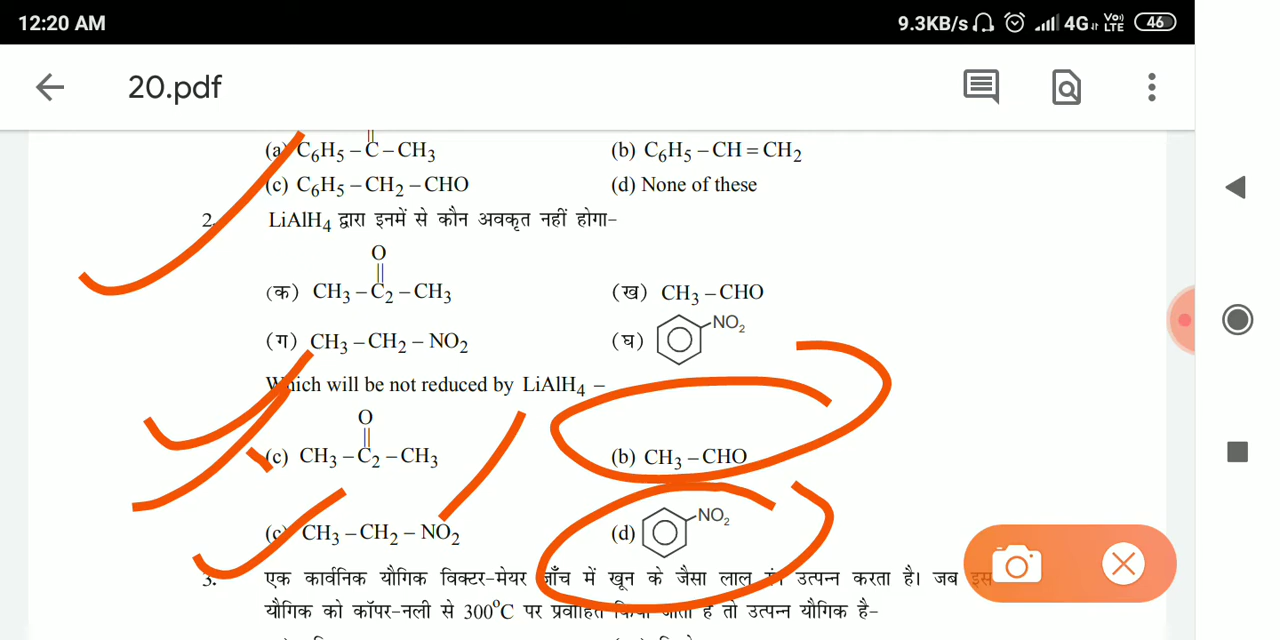 12:20 AM 9.3KB/s 4G VoI) LTE 46
20.pdf
(a) C6H5 – C – CH3 (b) C6H5 – CH = CH2
(c) C6H5 – CH2 – CHO (d) None of these
2. LiAlH4 द्वारा इनमें से कौन अवकृत नहीं होगा–
O
(क) CH3 – C2 – CH3 (ख) CH3 – CHO
(ग) CH3 – CH2 – NO2 (घ) NO2
Which will be not reduced by LiAlH4 –
O
(c) CH3 – C2 – CH3 (b) CH3 – CHO
(c) CH3 – CH2 – NO2 (d) NO2
3. एक कार्वनिक यौगिक विक्टर-मेयर जाँच में खून के जैसा लाल रंग उत्पन्न करता है। जब इस
यौगिक को कॉपर-नली से 300°C पर प्रवाहित किया जाता है तो उत्पन्न यौगिक है–